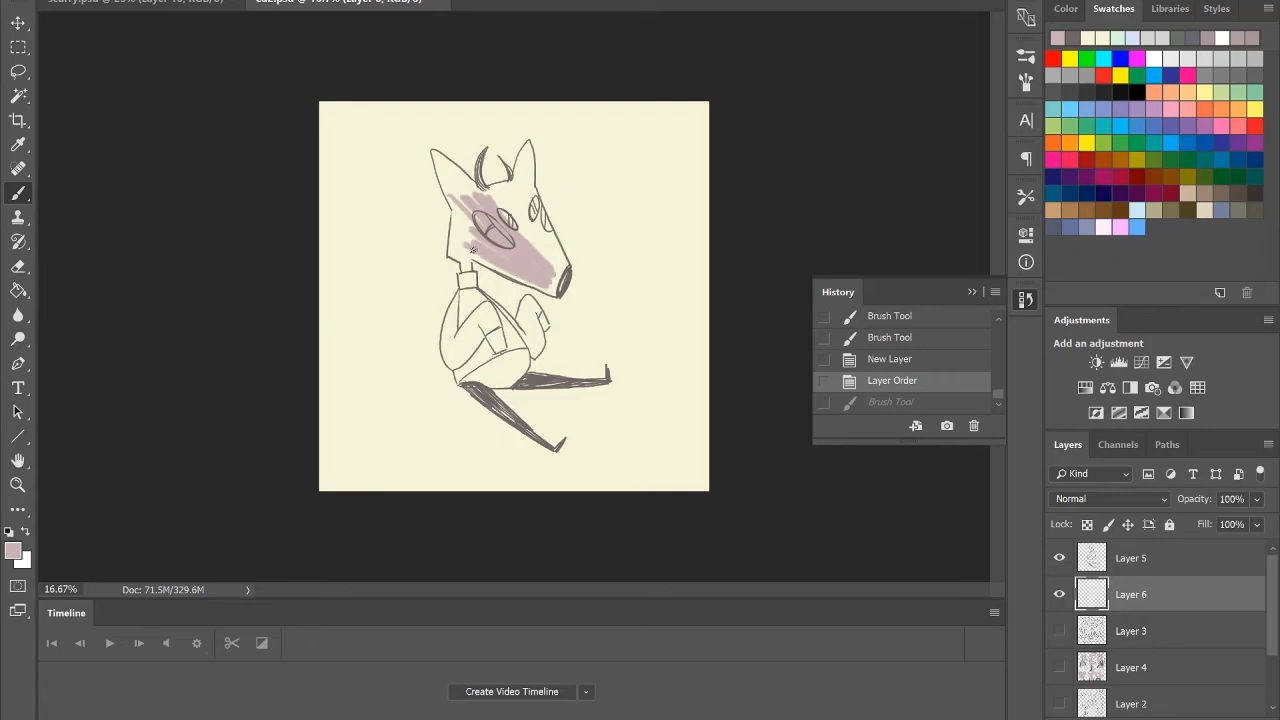 Color Swatches Libraries Styles
History
Brush Tool
Brush Tool
New Layer
Layer Order
Brush Tool
Adjustments
Add an adjustment
Layers Channels Paths
Kind
Normal Opacity: 100%
Lock: Fill: 100%
Layer 5
Layer 6
Layer 3
Layer 4
Layer 2
16.67% Doc: 71.5M/329.6M
Timeline
Create Video Timeline